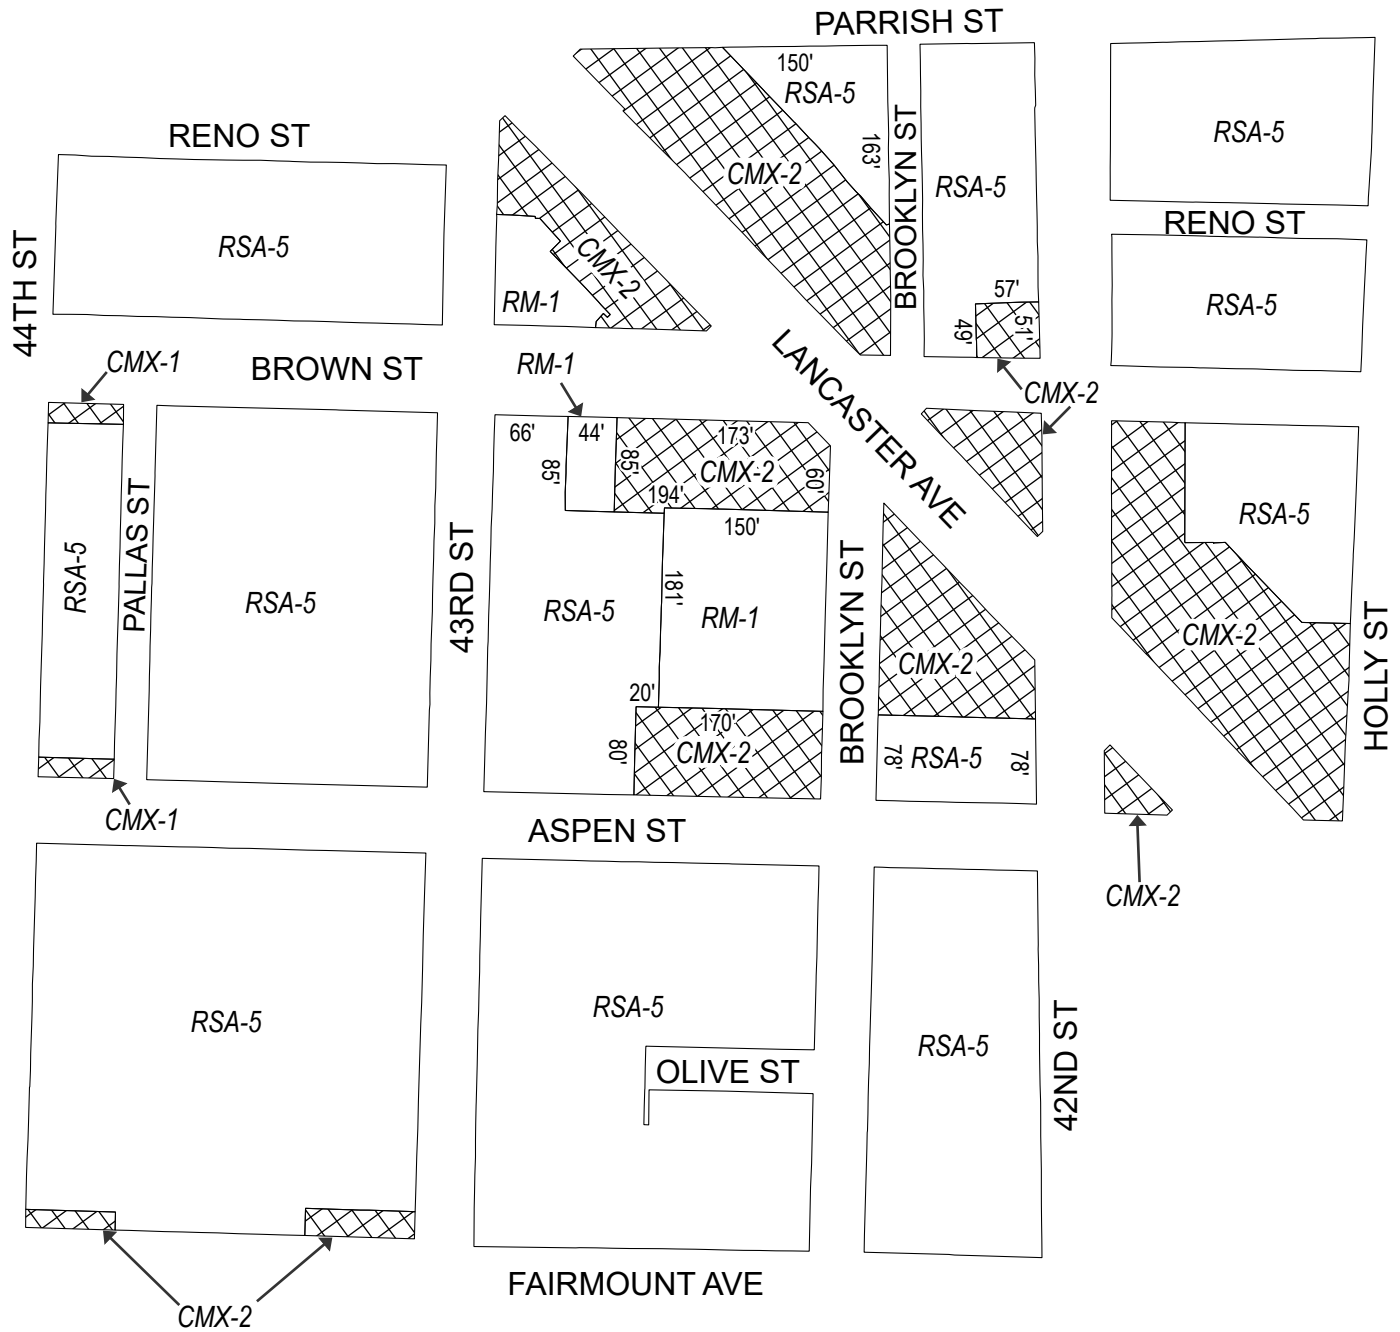 PARRISH ST
150'
RSA-5
163'
BROOKLYN ST
CMX-2
RSA-5
57'
49'
51'
RSA-5
RENO ST
RSA-5
RENO ST
RSA-5
44TH ST
CMX-2
RM-1
CMX-1
BROWN ST
RM-1
LANCASTER AVE
CMX-2
66'
44'
85'
85'
173'
CMX-2
60'
194'
150'
RSA-5
PALLAS ST
RSA-5
43RD ST
RSA-5
181'
RM-1
20'
170'
CMX-2
80'
BROOKLYN ST
CMX-2
RSA-5
78'
78'
RSA-5
CMX-2
HOLLY ST
CMX-1
ASPEN ST
CMX-2
RSA-5
RSA-5
OLIVE ST
RSA-5
42ND ST
FAIRMOUNT AVE
CMX-2